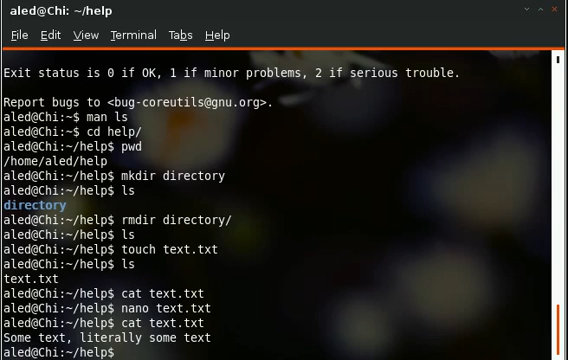 aled@Chi: ~/help
File Edit View Terminal Tabs Help
Exit status is 0 if OK, 1 if minor problems, 2 if serious trouble.
Report bugs to <bug-coreutils@gnu.org>.
aled@Chi:~$ man ls
aled@Chi:~$ cd help/
aled@Chi:~/help$ pwd
/home/aled/help
aled@Chi:~/help$ mkdir directory
aled@Chi:~/help$ ls
directory
aled@Chi:~/help$ rmdir directory/
aled@Chi:~/help$ ls
aled@Chi:~/help$ touch text.txt
aled@Chi:~/help$ ls
text.txt
aled@Chi:~/help$ cat text.txt
aled@Chi:~/help$ nano text.txt
aled@Chi:~/help$ cat text.txt
Some text, literally some text
aled@Chi:~/help$